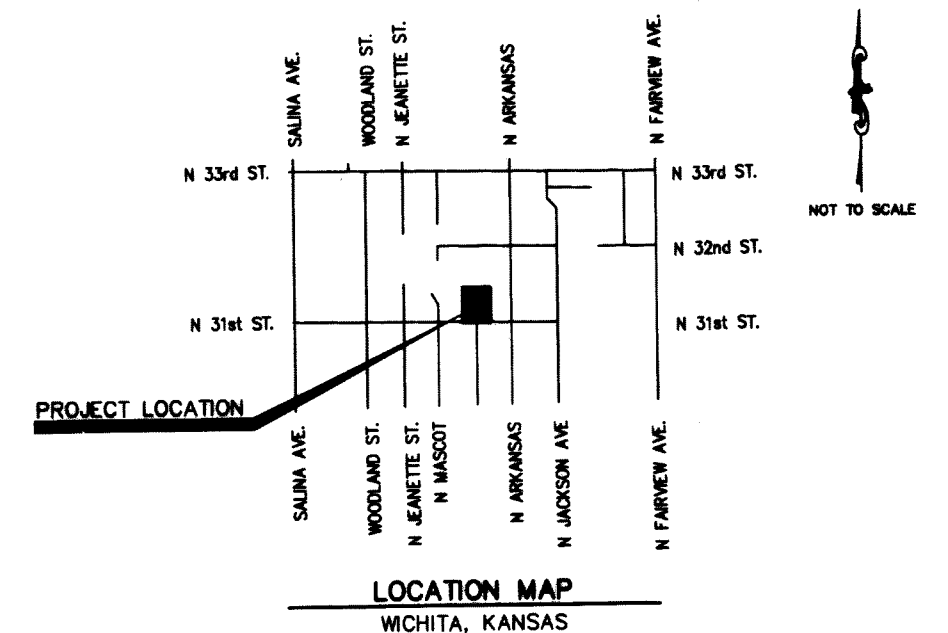 SALINA AVE.
WOODLAND ST.
N JEANETTE ST.
N ARKANSAS
N FAIRVIEW AVE.
N 33rd ST.
N 33rd ST.
NOT TO SCALE
N 32nd ST.
N 31st ST.
N 31st ST.
PROJECT LOCATION
SALINA AVE.
WOODLAND ST.
N JEANETTE ST.
N MASCOT
N ARKANSAS
N JACKSON AVE
N FAIRVIEW AVE.
LOCATION MAP
WICHITA, KANSAS